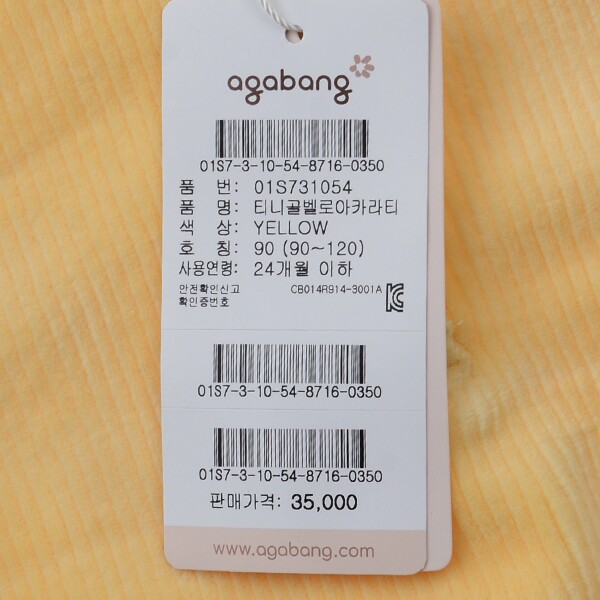 agabang
01S7-3-10-54-8716-0350
품 번: 01S731054
품 명: 티니골벨로아카라티
색 상: YELLOW
호 칭: 90 (90~120)
사용연령: 24개월 이하
안전확인신고 CB014R914-3001A
확인증번호
01S7-3-10-54-8716-0350
01S7-3-10-54-8716-0350
판매가격: 35,000
www.agabang.com